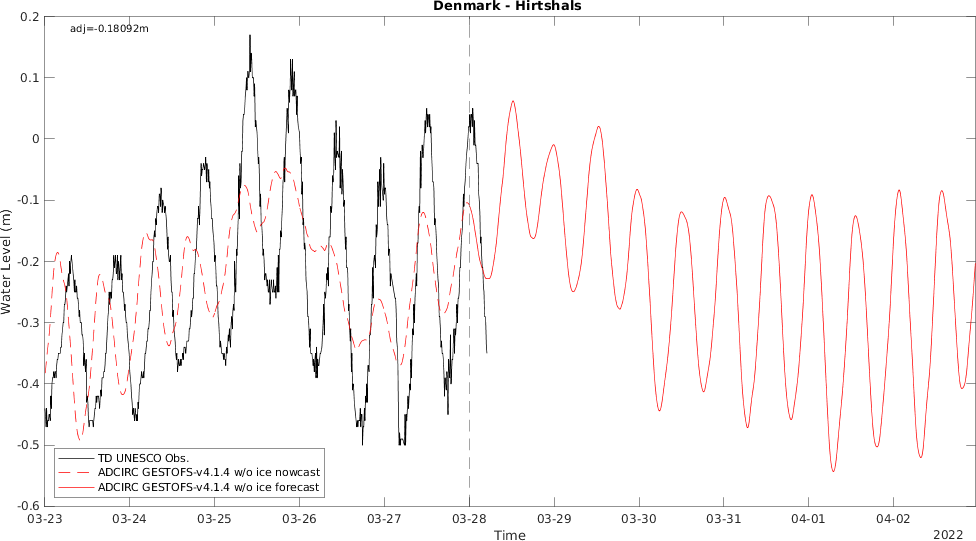 Denmark - Hirtshals
adj=-0.18092m
0.2
0.1
0
-0.1
-0.2
-0.3
-0.4
-0.5
-0.6
Water Level (m)
TD UNESCO Obs.
ADCIRC GESTOFS-v4.1.4 w/o ice nowcast
ADCIRC GESTOFS-v4.1.4 w/o ice forecast
03-23 03-24 03-25 03-26 03-27 03-28 03-29 03-30 03-31 04-01 04-02
Time
2022